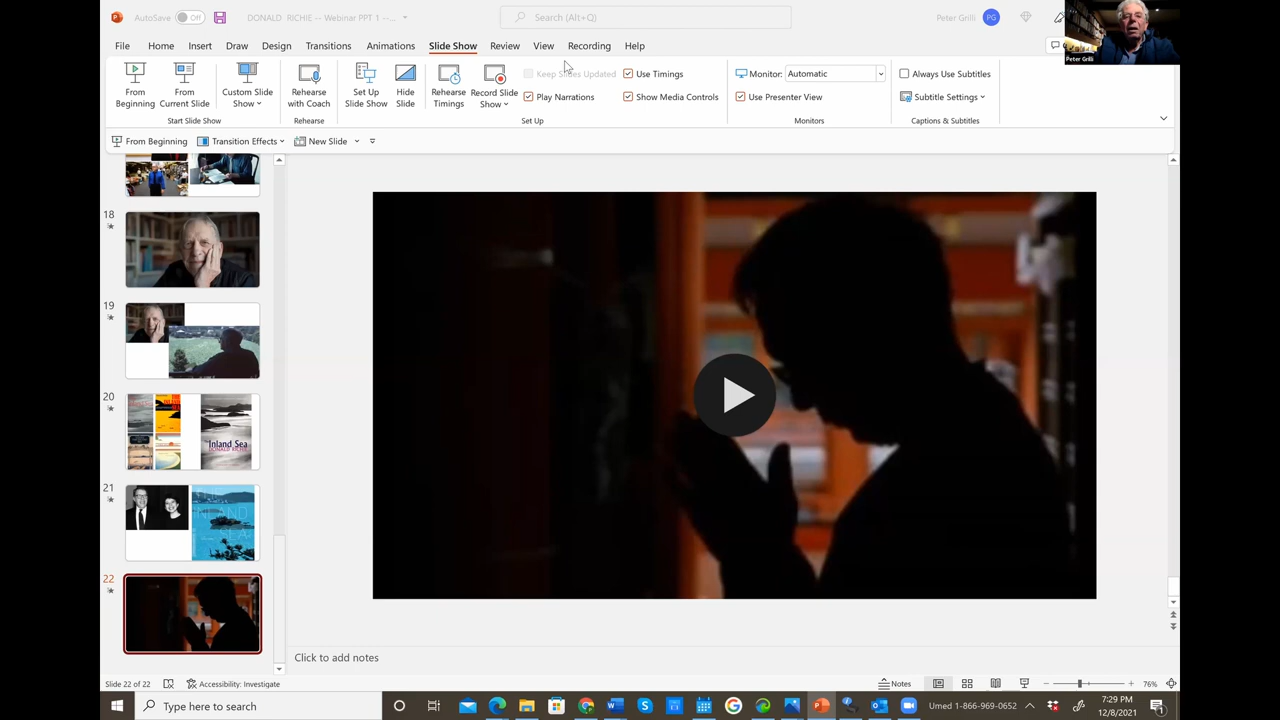 AutoSave Off DONALD RICHIE -- Webinar PPT 1 --... Search (Alt+Q) Peter Grilli PG
File Home Insert Draw Design Transitions Animations Slide Show Review View Recording Help
Peter Grilli
From Beginning
From Current Slide
Custom Slide Show
Rehearse with Coach
Set Up Slide Show
Hide Slide
Rehearse Timings
Record Slide Show
Keep Slides Updated
Play Narrations
Use Timings
Show Media Controls
Monitor: Automatic
Use Presenter View
Always Use Subtitles
Subtitle Settings
Start Slide Show Rehearse Set Up Monitors Captions & Subtitles
From Beginning Transition Effects New Slide
18
19
20
Inland Sea
DONALD RICHIE
21
INLAND
SEA
22
Click to add notes
Slide 22 of 22 Accessibility: Investigate Notes 76%
Type here to search Umed 1-866-969-0652 7:29 PM
12/8/2021 1